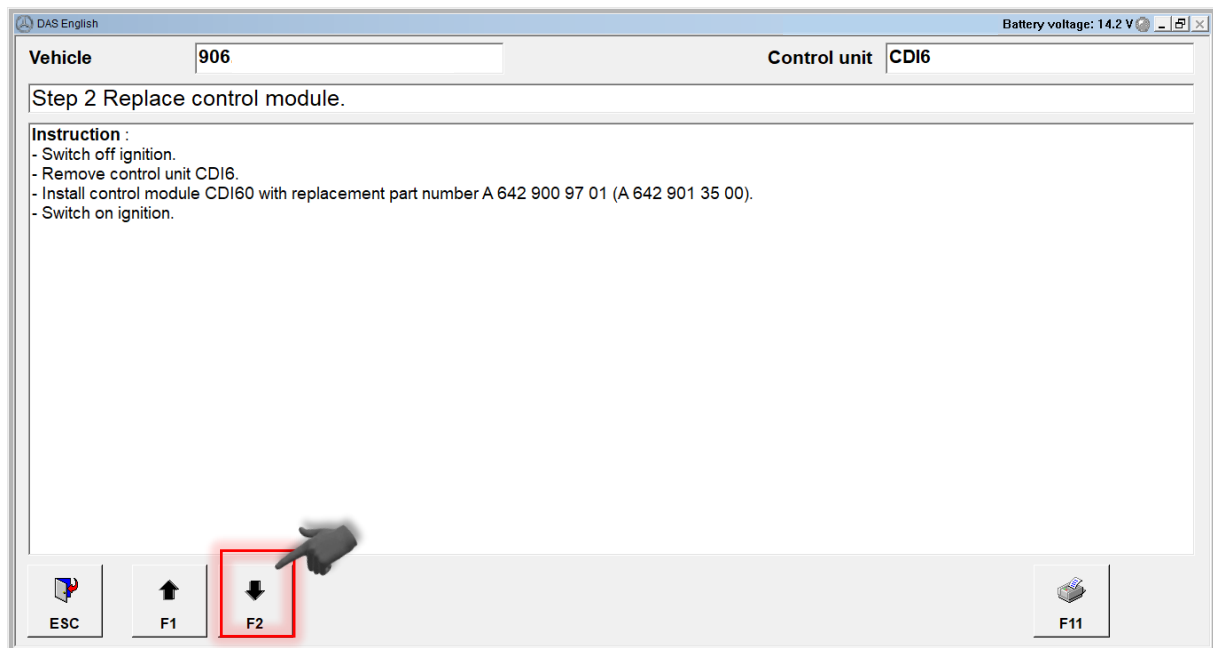 DAS English
Battery voltage: 14.2 V
Vehicle 906 Control unit CDI6
Step 2 Replace control module.
Instruction :
- Switch off ignition.
- Remove control unit CDI6.
- Install control module CDI60 with replacement part number A 642 900 97 01 (A 642 901 35 00).
- Switch on ignition.
ESC F1 F2 F11